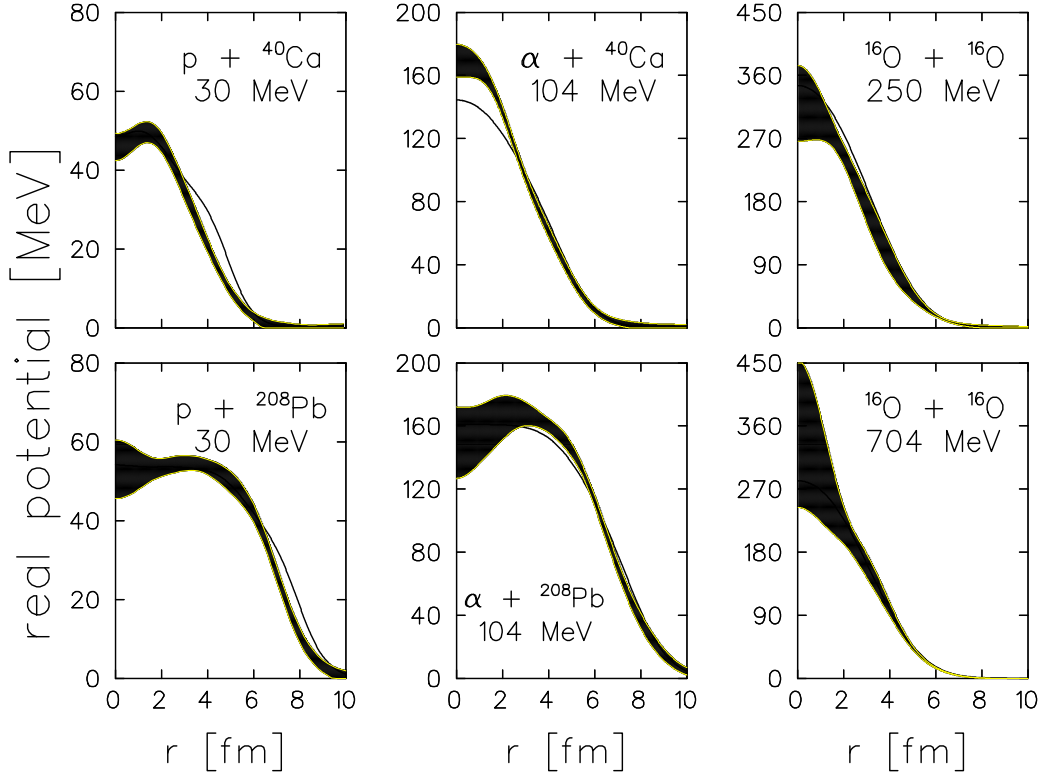 real potential [MeV]
80
60
40
20
0
p + ⁴⁰Ca
30 MeV
200
160
120
80
40
0
α + ⁴⁰Ca
104 MeV
450
360
270
180
90
0
¹⁶O + ¹⁶O
250 MeV
80
60
40
20
0
p + ²⁰⁸Pb
30 MeV
0 2 4 6 8 10
r [fm]
200
160
120
80
40
0
α + ²⁰⁸Pb
104 MeV
0 2 4 6 8 10
r [fm]
450
360
270
180
90
0
¹⁶O + ¹⁶O
704 MeV
0 2 4 6 8 10
r [fm]